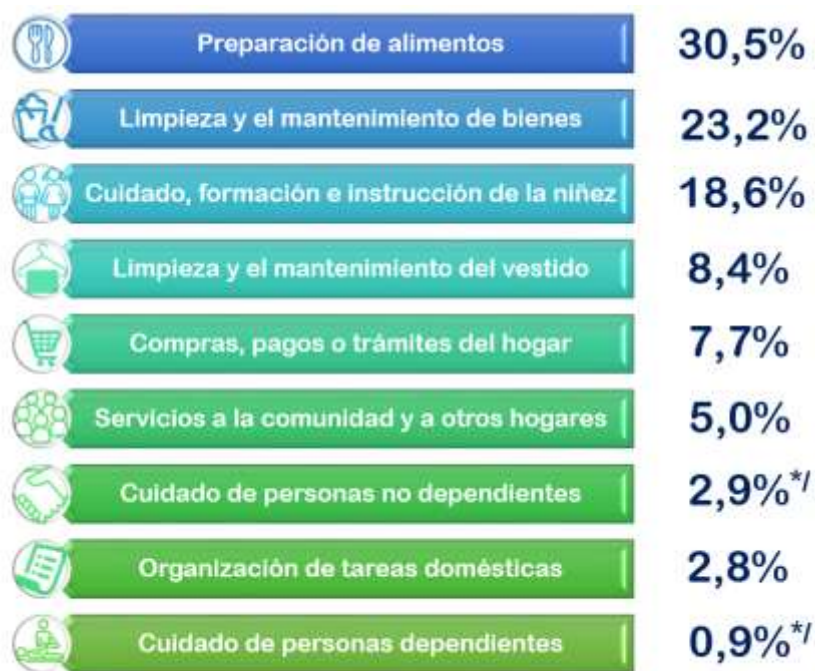 Preparación de alimentos 30,5%
Limpieza y el mantenimiento de bienes 23,2%
Cuidado, formación e instrucción de la niñez 18,6%
Limpieza y el mantenimiento del vestido 8,4%
Compras, pagos o trámites del hogar 7,7%
Servicios a la comunidad y a otros hogares 5,0%
Cuidado de personas no dependientes 2,9%*/
Organización de tareas domésticas 2,8%
Cuidado de personas dependientes 0,9%*/